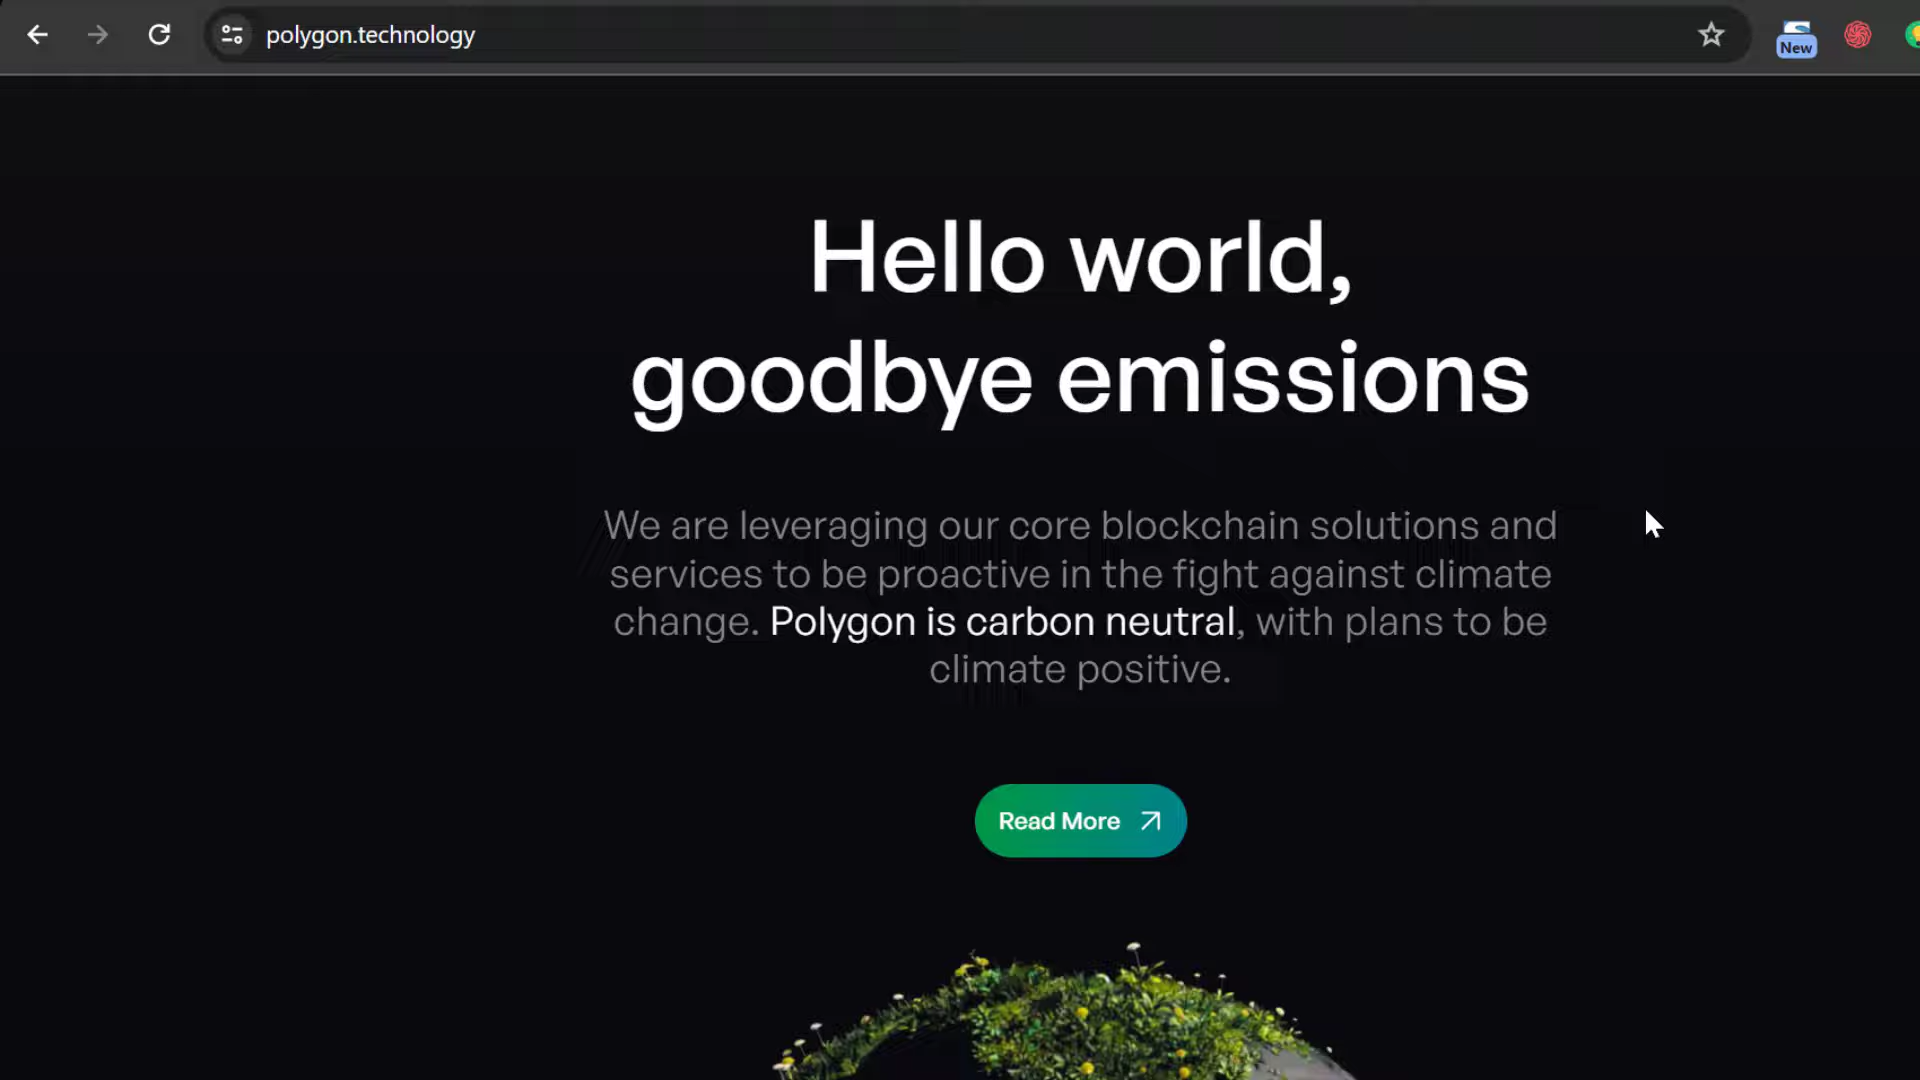 polygon.technology
New
Hello world,
goodbye emissions
We are leveraging our core blockchain solutions and
services to be proactive in the fight against climate
change. Polygon is carbon neutral, with plans to be
climate positive.
Read More